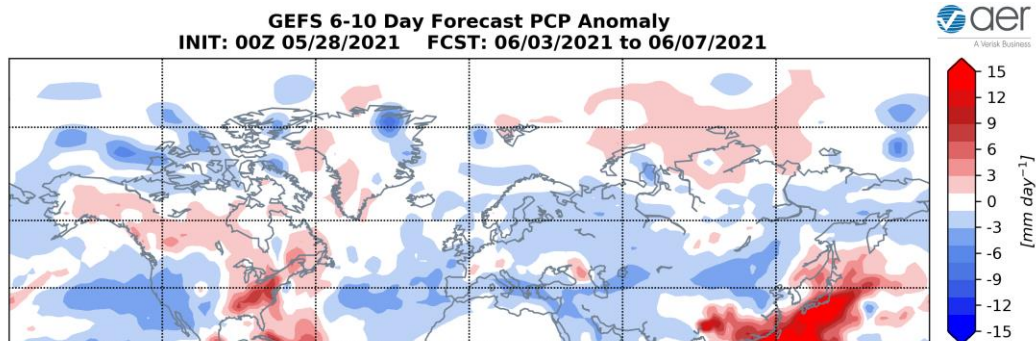 GEFS 6-10 Day Forecast PCP Anomaly
INIT: 00Z 05/28/2021    FCST: 06/03/2021 to 06/07/2021
aer
A Verisk Business
15
12
9
6
3
0
-3
-6
-9
-12
-15
[mm day⁻¹]